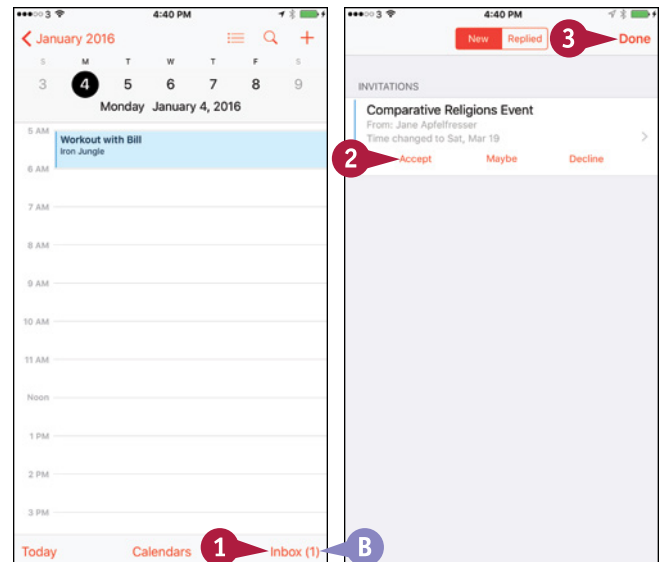 3 4:40 PM
January 2016
S M T W T F S
3 4 5 6 7 8 9
Monday January 4, 2016
5 AM
Workout with Bill
Iron Jungle
6 AM
7 AM
8 AM
9 AM
10 AM
11 AM
Noon
1 PM
2 PM
3 PM
Today Calendars 1 Inbox (1) B
3 4:40 PM
New Replied 3 Done
INVITATIONS
Comparative Religions Event
From: Jane Apfelfresser
Time changed to Sat, Mar 19
2 Accept Maybe Decline